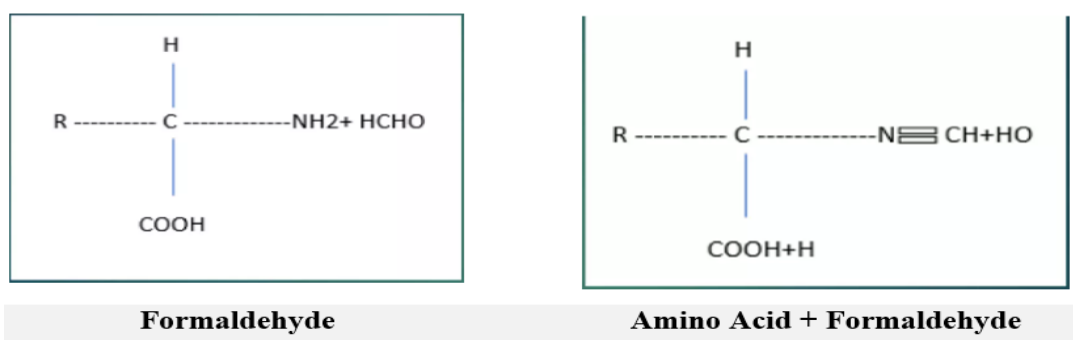 H
R ---------- C -------------NH2+ HCHO
COOH
Formaldehyde
H
R ---------- C -------------N≡CH+HO
COOH+H
Amino Acid + Formaldehyde